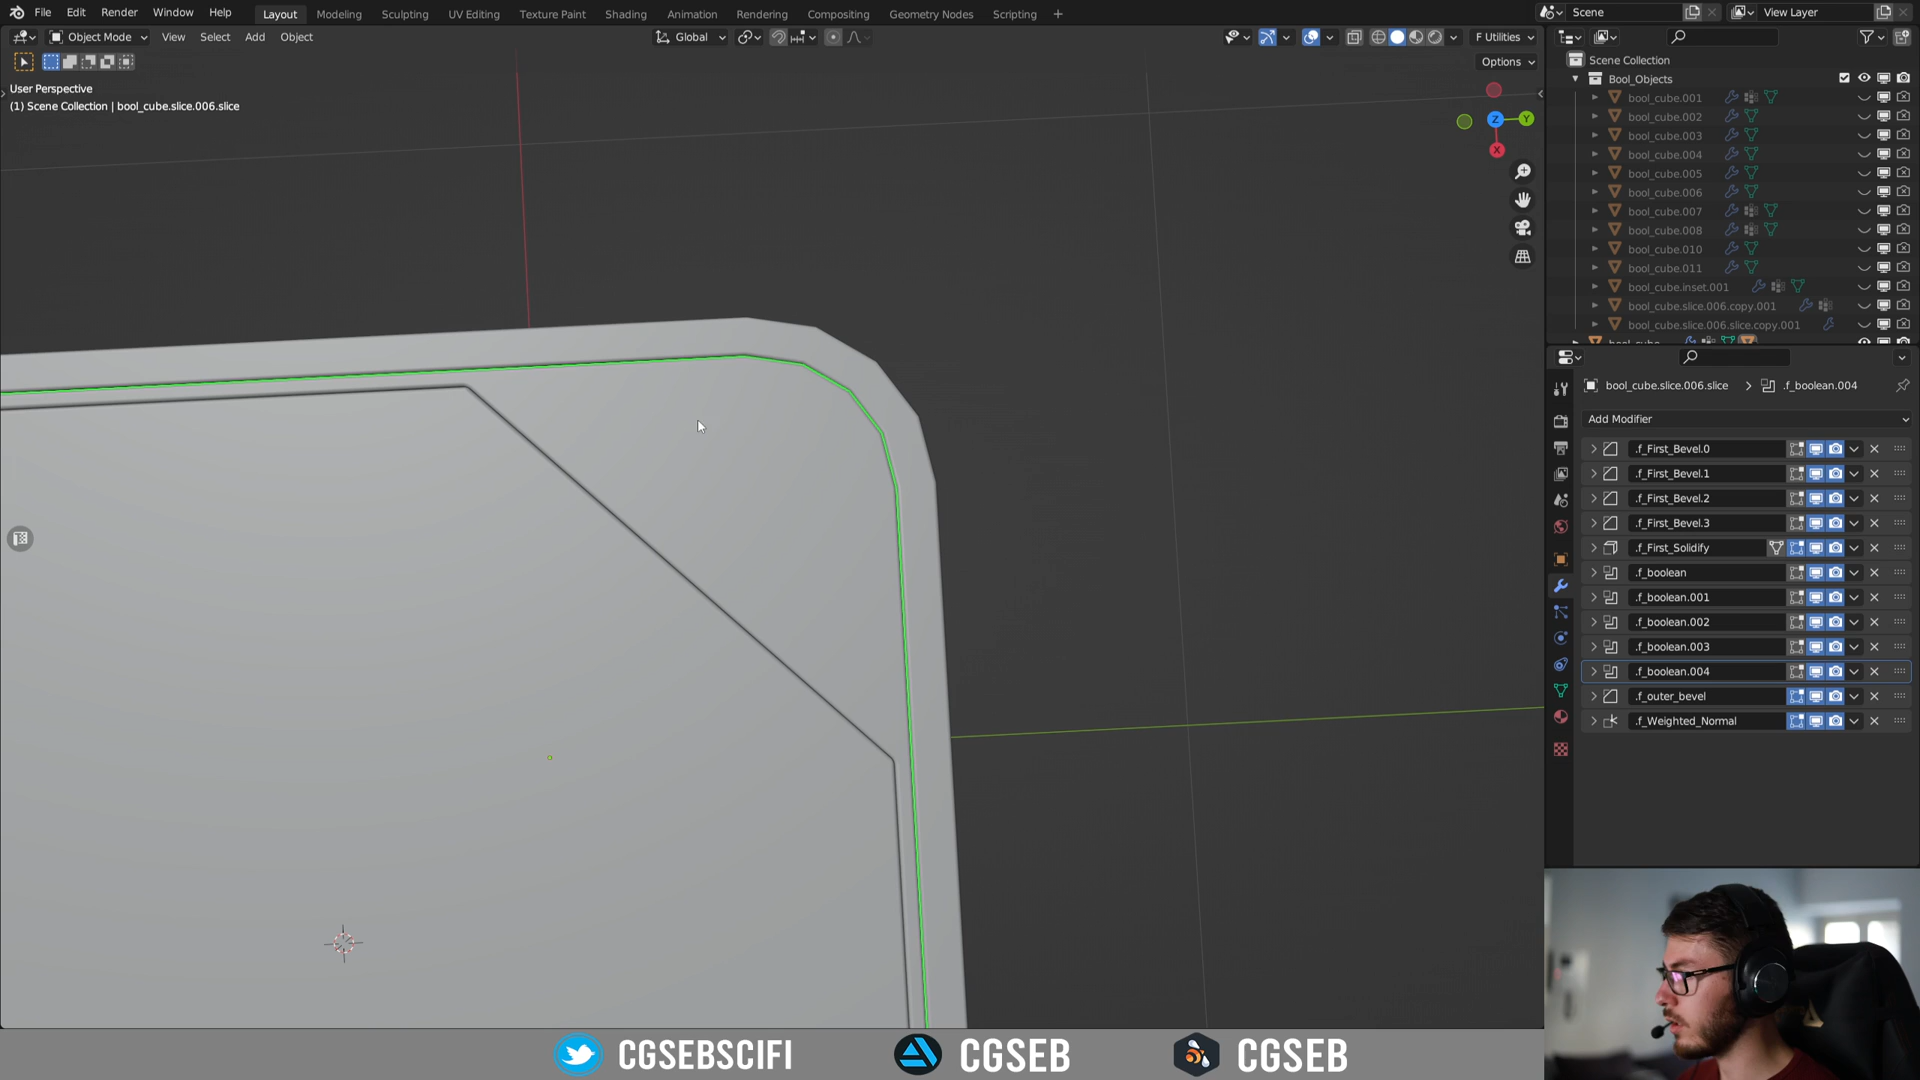 File Edit Render Window Help Layout Modeling Sculpting UV Editing Texture Paint Shading Animation Rendering Compositing Geometry Nodes Scripting + Scene View Layer
Object Mode View Select Add Object Global F Utilities
Options
User Perspective
(1) Scene Collection | bool_cube.slice.006.slice
Z Y
X
Scene Collection
Bool_Objects
bool_cube.001
bool_cube.002
bool_cube.003
bool_cube.004
bool_cube.005
bool_cube.006
bool_cube.007
bool_cube.008
bool_cube.010
bool_cube.011
bool_cube.inset.001
bool_cube.slice.006.copy.001
bool_cube.slice.006.slice.copy.001
bool_cube.slice.006.slice > .f_boolean.004
Add Modifier
.f_First_Bevel.0
.f_First_Bevel.1
.f_First_Bevel.2
.f_First_Bevel.3
.f_First_Solidify
.f_boolean
.f_boolean.001
.f_boolean.002
.f_boolean.003
.f_boolean.004
.f_outer_bevel
.f_Weighted_Normal
CGSEBSCIFI CGSEB CGSEB